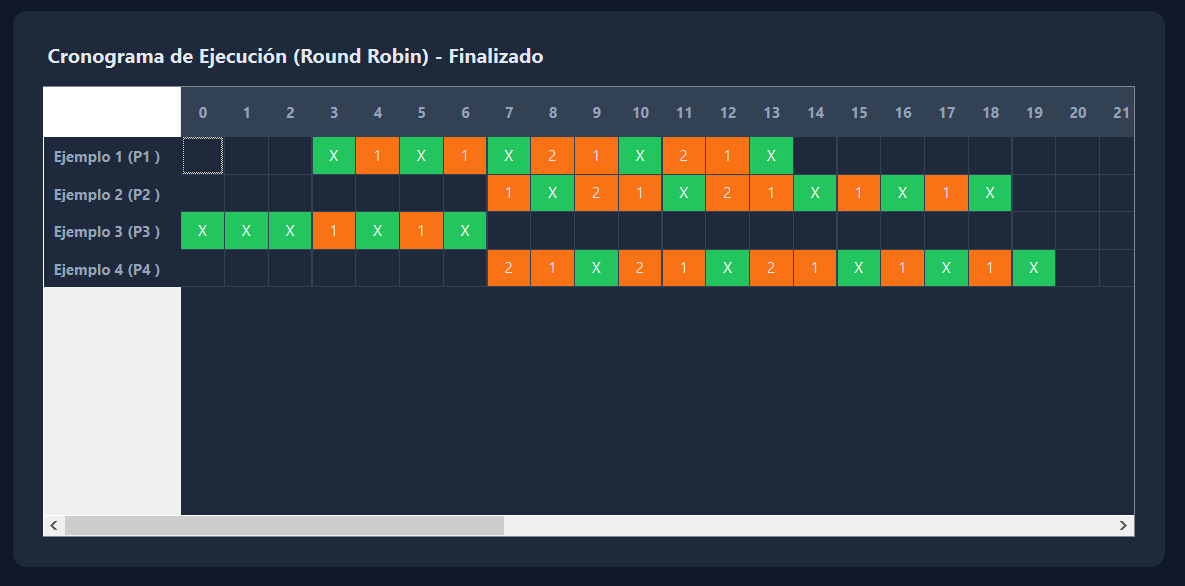 Cronograma de Ejecución (Round Robin) - Finalizado
0 1 2 3 4 5 6 7 8 9 10 11 12 13 14 15 16 17 18 19 20 21
Ejemplo 1 (P1 ) X 1 X 1 X 2 1 X 2 1 X
Ejemplo 2 (P2 ) 1 X 2 1 X 2 1 X 1 X 1 X
Ejemplo 3 (P3 ) X X X 1 X 1 X
Ejemplo 4 (P4 ) 2 1 X 2 1 X 2 1 X 1 X 1 X